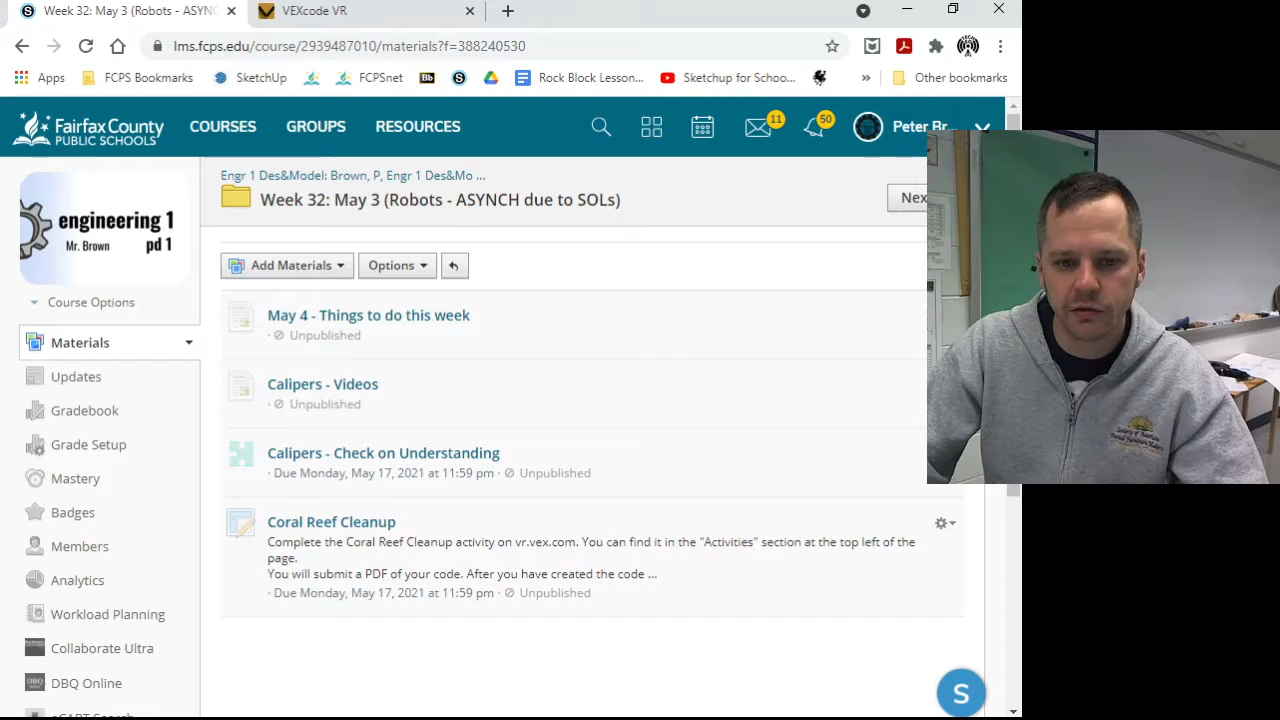 Week 32: May 3 (Robots - ASYNC
VEXcode VR
lms.fcps.edu/course/2939487010/materials?f=388240530
Apps
FCPS Bookmarks
SketchUp
FCPSnet
Bb
S
Rock Block Lesson...
Sketchup for Schoo...
»
Other bookmarks
Fairfax County
PUBLIC SCHOOLS
COURSES
GROUPS
RESOURCES
11
50
Peter Br...
engineering 1
Mr. Brown
pd 1
Course Options
Materials
Updates
Gradebook
Grade Setup
Mastery
Badges
Members
Analytics
Workload Planning
Collaborate Ultra
DBQ Online
Engr 1 Des&Model: Brown, P, Engr 1 Des&Mo ...
Week 32: May 3 (Robots - ASYNCH due to SOLs)
Nex
Add Materials
Options
May 4 - Things to do this week
· Unpublished
Calipers - Videos
· Unpublished
Calipers - Check on Understanding
· Due Monday, May 17, 2021 at 11:59 pm · Unpublished
Coral Reef Cleanup
Complete the Coral Reef Cleanup activity on vr.vex.com. You can find it in the "Activities" section at the top left of the
page.
You will submit a PDF of your code. After you have created the code ...
· Due Monday, May 17, 2021 at 11:59 pm · Unpublished
S